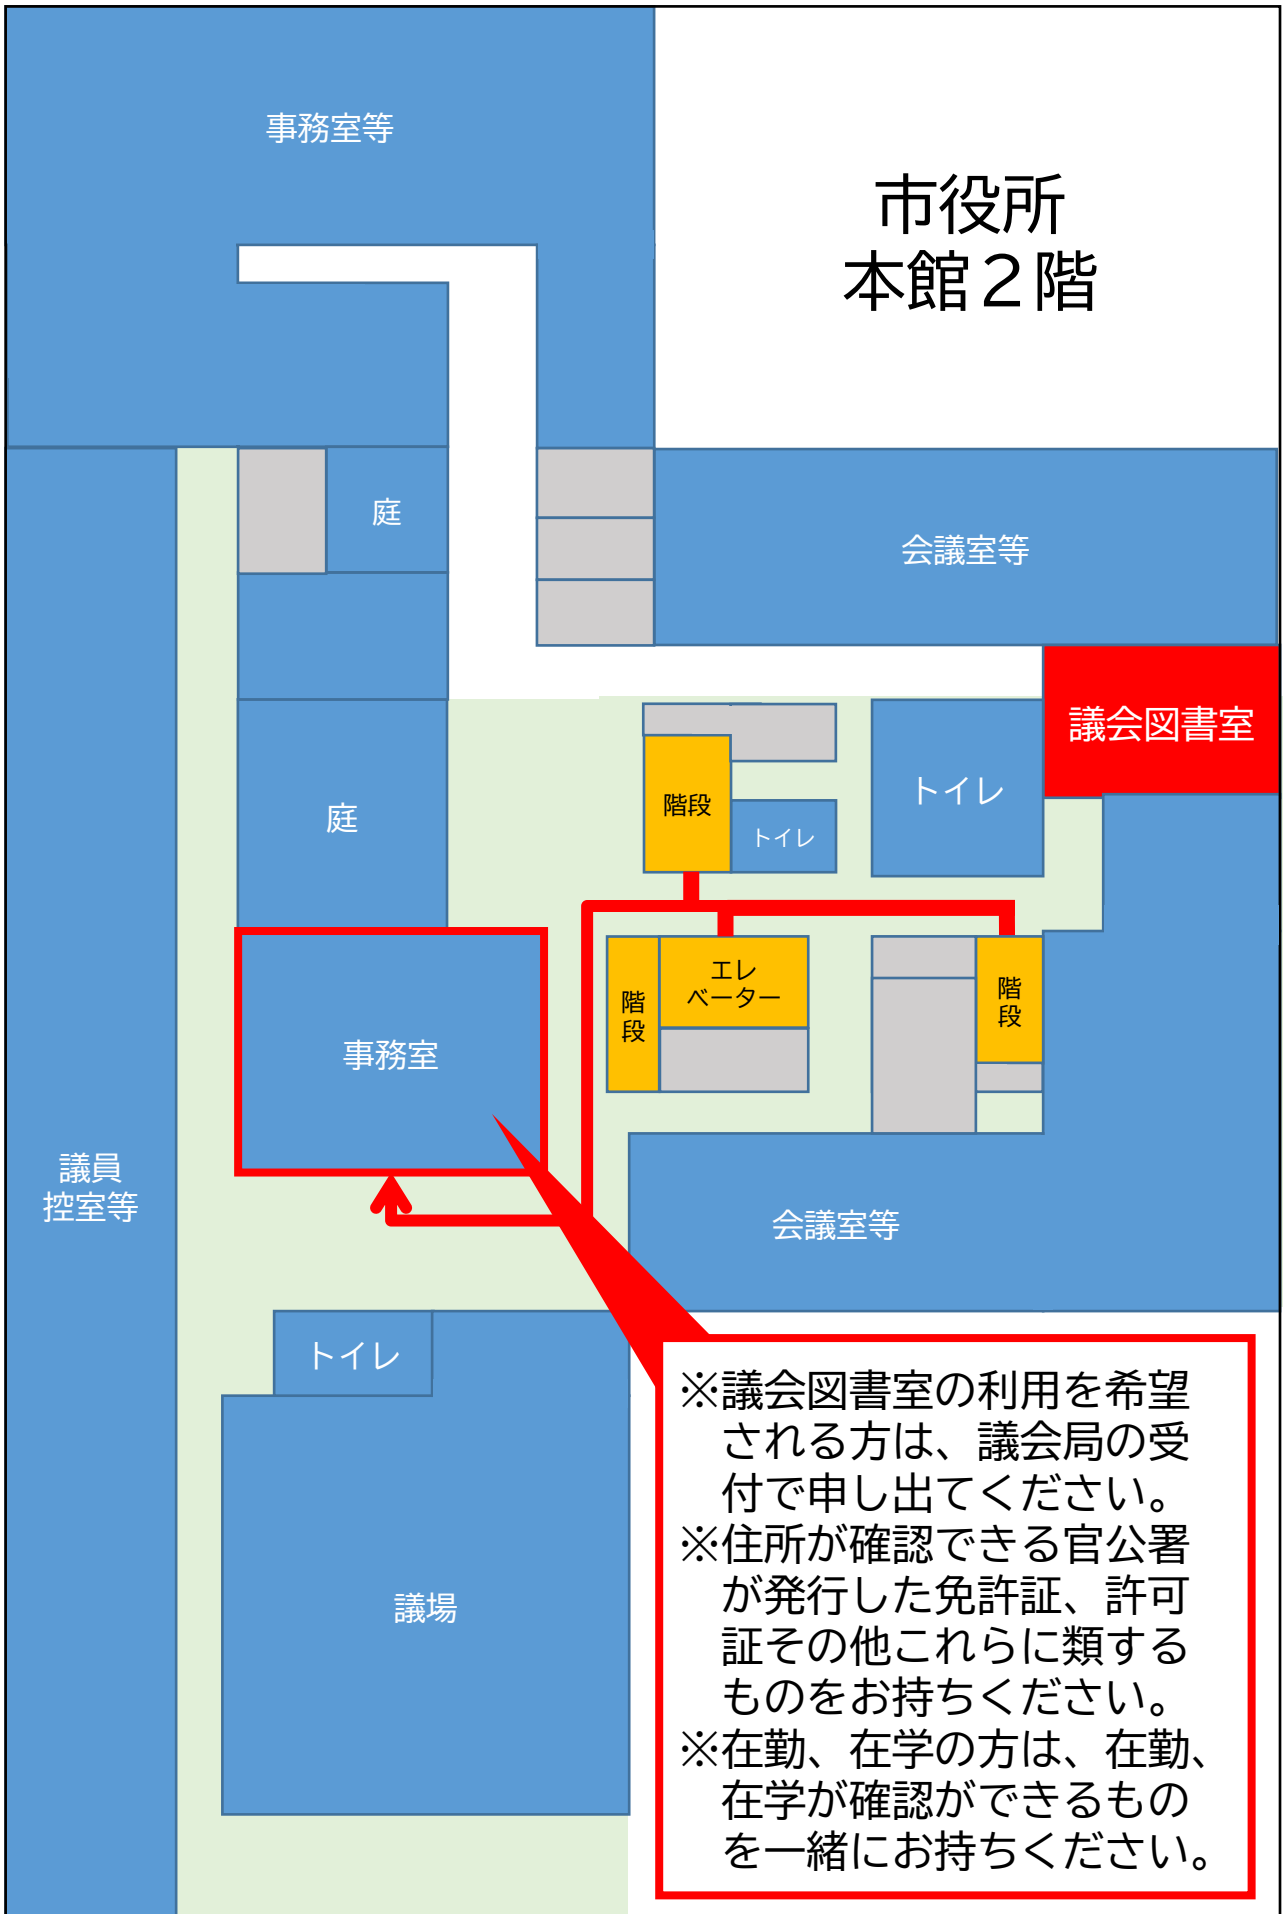 事務室等
市役所
本館２階
庭
会議室等
議会図書室
トイレ
階段
トイレ
庭
エレ
ベーター
階
段
階
段
事務室
議員
控室等
会議室等
トイレ
議場
※議会図書室の利用を希望
される方は、議会局の受
付で申し出てください。
※住所が確認できる官公署
が発行した免許証、許可
証その他これらに類する
ものをお持ちください。
※在勤、在学の方は、在勤、
在学が確認ができるもの
を一緒にお持ちください。